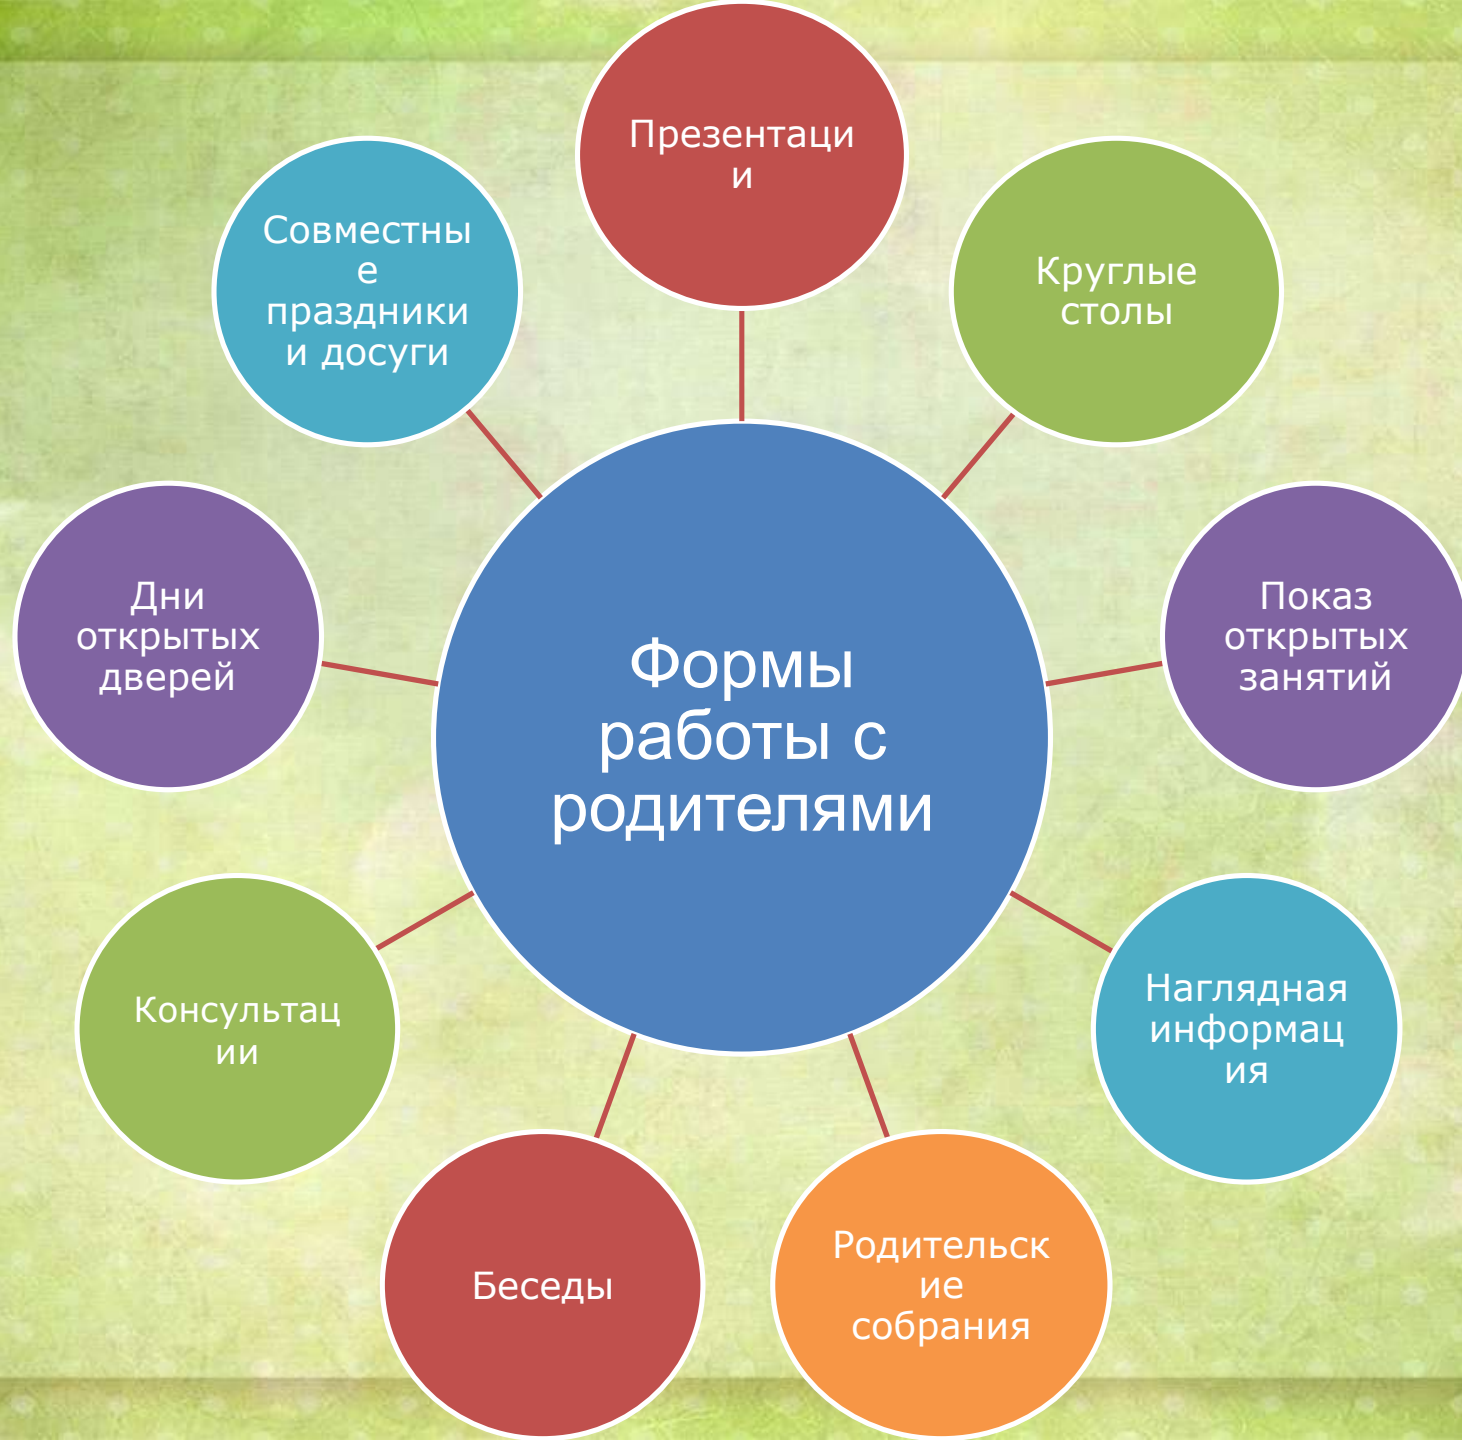 Презентаци
и
Круглые
столы
Показ
открытых
занятий
Наглядная
информац
ия
Родительск
ие
собрания
Беседы
Консультац
ии
Дни
открытых
дверей
Совместны
е
праздники
и досуги
Формы
работы с
родителями